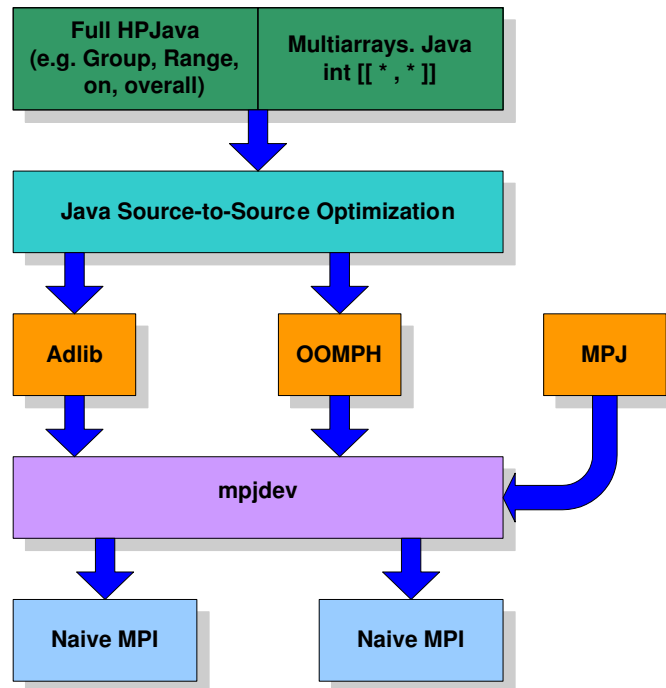 Full HPJava
(e.g. Group, Range,
on, overall)
Multiarrays. Java
int [[ * , * ]]
Java Source-to-Source Optimization
Adlib
OOMPH
MPJ
mpjdev
Naive MPI
Naive MPI